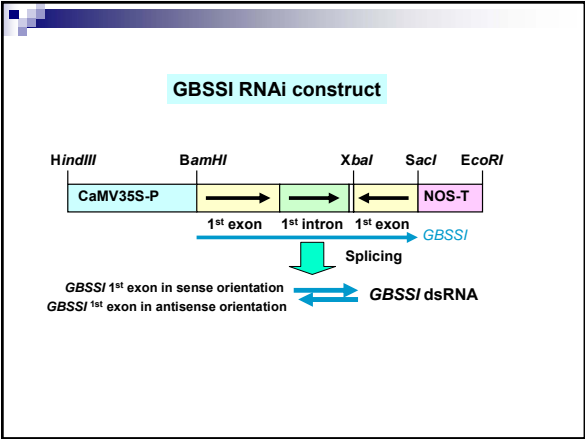 GBSSI RNAi construct
HindIII BamHI XbaI SacI EcoRI
CaMV35S-P NOS-T
1st exon 1st intron 1st exon
GBSSI
Splicing
GBSSI 1st exon in sense orientation
GBSSI 1st exon in antisense orientation
GBSSI dsRNA